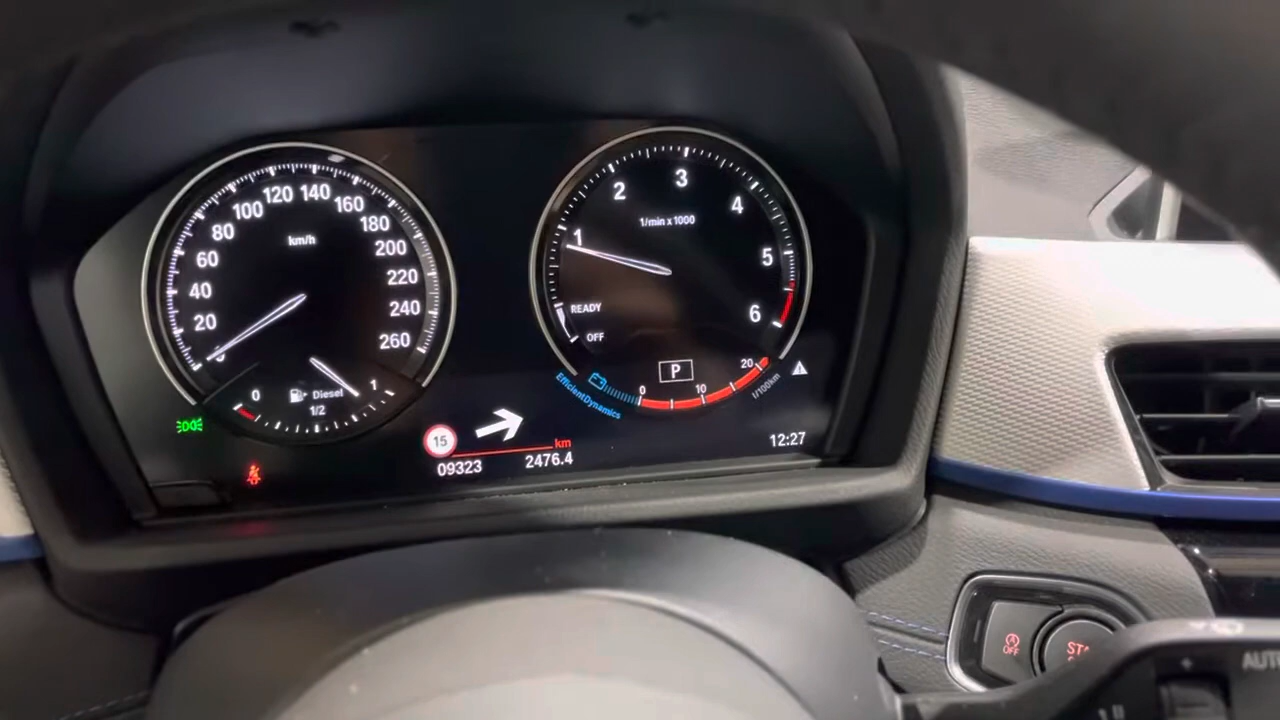 0
20
40
60
80
100
120
140
160
180
200
220
240
260
km/h
0
1
Diesel
1/2
1
2
3
4
5
6
1/min x 1000
READY
OFF
P
EfficientDynamics
0
10
20
l/100km
15
km
09323
2476.4
12:27
A
OFF
AUTO